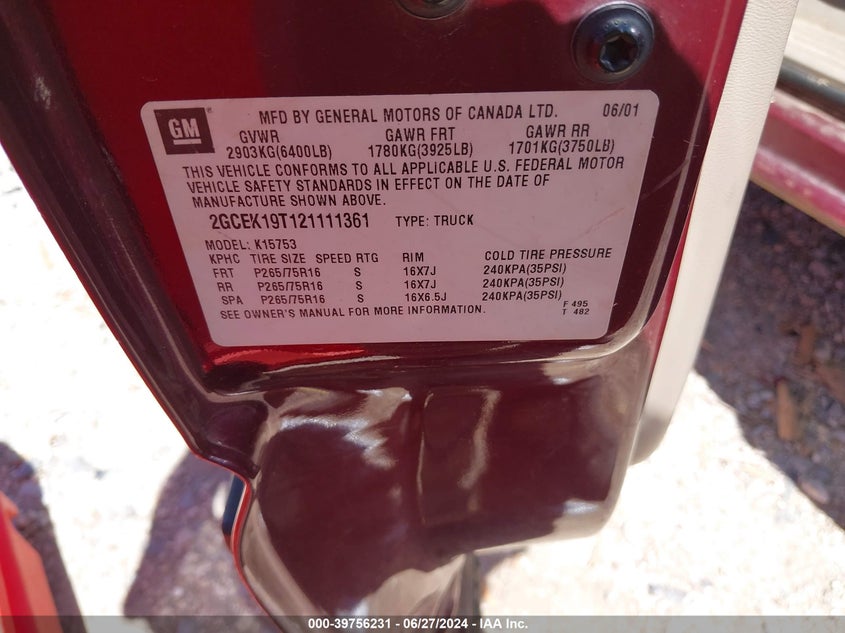 GM
MFD BY GENERAL MOTORS OF CANADA LTD. 06/01
GVWR GAWR FRT GAWR RR
2903KG(6400LB) 1780KG(3925LB) 1701KG(3750LB)
THIS VEHICLE CONFORMS TO ALL APPLICABLE U.S. FEDERAL MOTOR
VEHICLE SAFETY STANDARDS IN EFFECT ON THE DATE OF
MANUFACTURE SHOWN ABOVE.
2GCEK19T121111361 TYPE: TRUCK
MODEL: K15753
KPHC TIRE SIZE SPEED RTG RIM COLD TIRE PRESSURE
FRT P265/75R16 S 16X7J 240KPA(35PSI)
RR P265/75R16 S 16X7J 240KPA(35PSI)
SPA P265/75R16 S 16X6.5J 240KPA(35PSI)
SEE OWNER'S MANUAL FOR MORE INFORMATION. F 495
T 482
000-39756231 - 06/27/2024 - IAA Inc.